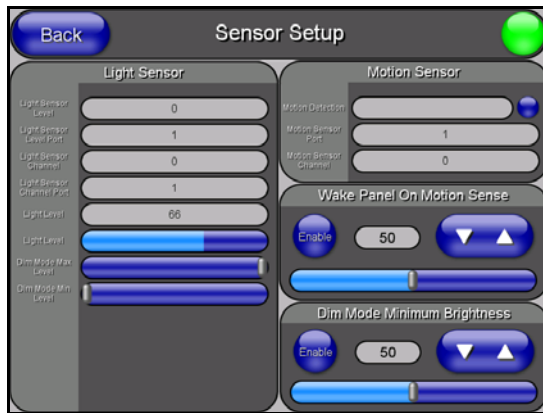 Back
Sensor Setup
Light Sensor
Light Sensor
Level
0
Light Sensor
Level Port
1
Light Sensor
Channel
0
Light Sensor
Channel Port
1
Light Level
66
Light Level
Dim Mode Max
Level
Dim Mode Min
Level
Motion Sensor
Motion Detection
Motion Sensor
Port
1
Motion Sensor
Channel
0
Wake Panel On Motion Sense
Enable
50
Dim Mode Minimum Brightness
Enable
50